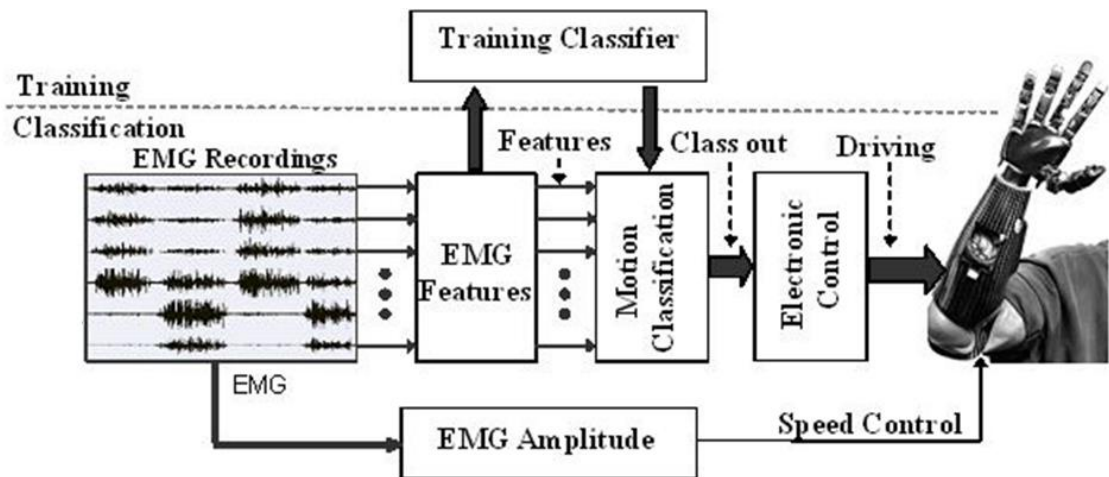 Training Classifier
Training
Classification
EMG Recordings
Features
Class out
Driving
EMG
Features
Motion
Classification
Electronic
Control
EMG
EMG Amplitude
Speed Control